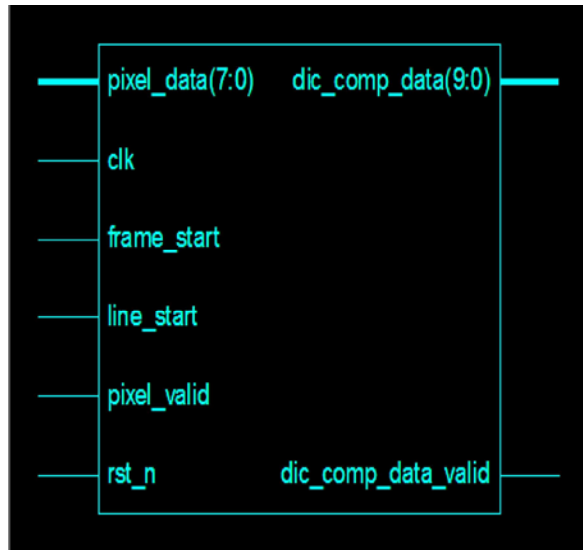 pixel_data(7:0) dic_comp_data(9:0)
clk
frame_start
line_start
pixel_valid
rst_n dic_comp_data_valid